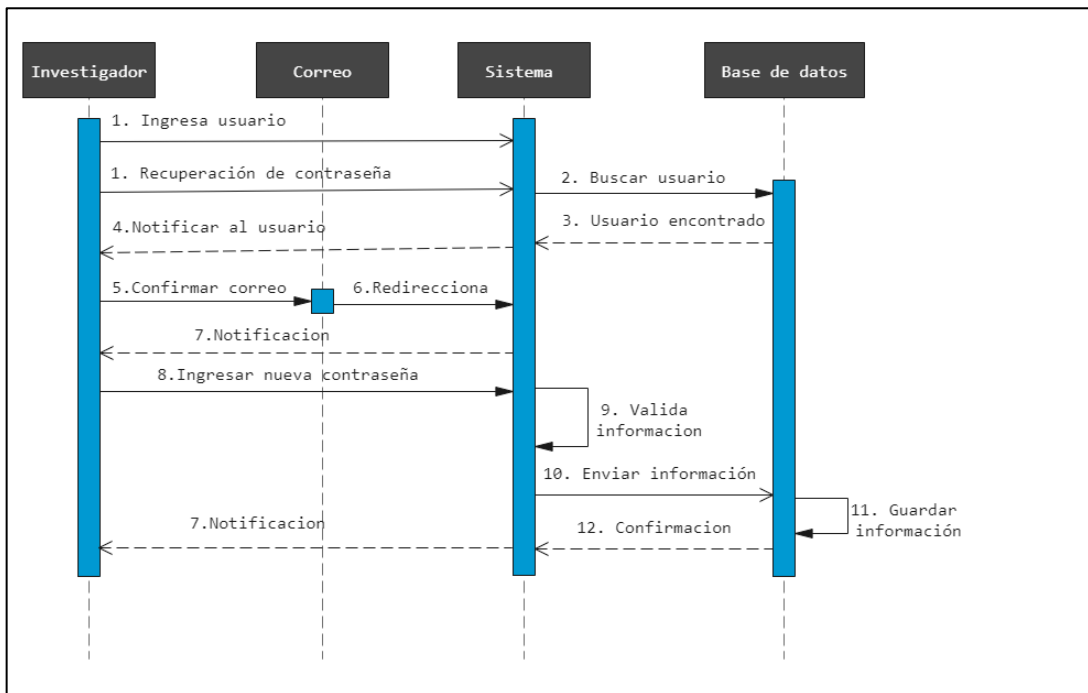 Investigador
Correo
Sistema
Base de datos
1. Ingresa usuario
1. Recuperación de contraseña
2. Buscar usuario
3. Usuario encontrado
4.Notificar al usuario
5.Confirmar correo
6.Redirecciona
7.Notificacion
8.Ingresar nueva contraseña
9. Valida
informacion
10. Enviar información
11. Guardar
información
12. Confirmacion
7.Notificacion